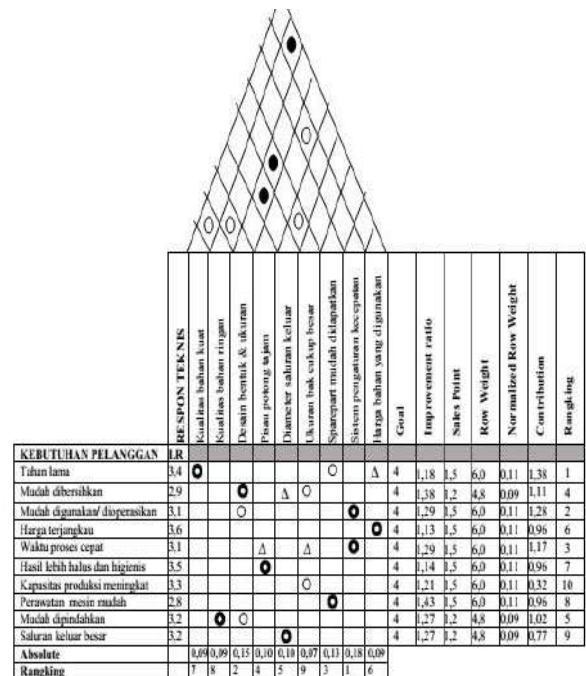 RESPON TEKNIS
Kualitas bahan kuat
Kualitas bahan ringan
Desain bentuk & ukuran
Pisau potong tajam
Diameter saluran keluar
Ukuran bak cukup besar
Sparepart mudah didapatkan
Sistem pengaturan kecepatan
Harga bahan yang digunakan
Goal
Improvement ratio
Sales Point
Row Weight
Normalized Row Weight
Contribution
Rangking
KEBUTUHAN PELANGGAN I.R
Tahan lama 3,4 4 1,18 1,5 6,0 0,11 1,38 1
Mudah dibersihkan 2,9 Δ 4 1,38 1,2 4,8 0,09 1,11 4
Mudah digunakan/ dioperasikan 3,1 4 1,29 1,5 6,0 0,11 1,28 2
Harga terjangkau 3,6 4 1,13 1,5 6,0 0,11 0,96 6
Waktu proses cepat 3,1 Δ Δ 4 1,29 1,5 6,0 0,11 1,17 3
Hasil lebih halus dan higienis 3,5 4 1,14 1,5 6,0 0,11 0,96 7
Kapasitas produksi meningkat 3,3 4 1,21 1,5 6,0 0,11 0,32 10
Perawatan mesin mudah 2,8 4 1,43 1,5 6,0 0,11 0,96 8
Mudah dipindahkan 3,2 4 1,27 1,2 4,8 0,09 1,02 5
Saluran keluar besar 3,2 4 1,27 1,2 4,8 0,09 0,77 9
Absolute 0,09 0,09 0,15 0,10 0,10 0,07 0,13 0,18 0,09
Rangking 7 8 2 4 5 9 3 1 6